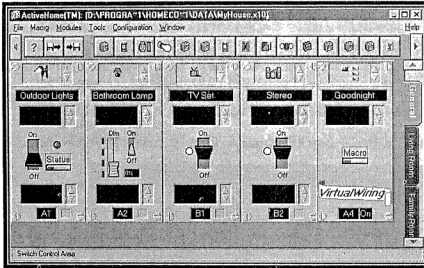 ActiveHome(TM): [D:\PROGRA~1\HOMECO~1\DATA\MyHouse.x10]
File Macro Modules Tools Configuration Window Help
Outdoor Lights Bathroom Lamp TV Set Stereo Goodnight
On Dim On On On
Status Off Macro
Off Off Off
VirtualWiring
A1 A2 B1 B2 A4 On
General
Living Room
Family Room
Switch Control Area